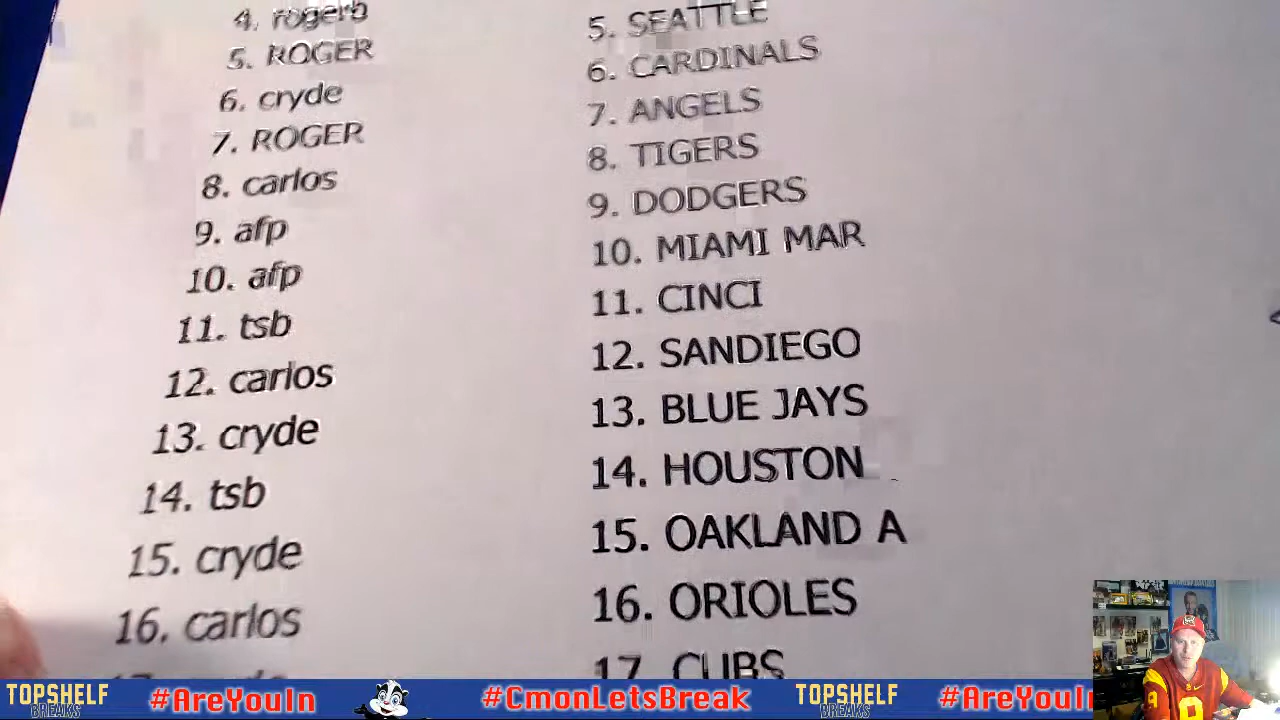 4. rogerb
5. ROGER
6. cryde
7. ROGER
8. carlos
9. afp
10. afp
11. tsb
12. carlos
13. cryde
14. tsb
15. cryde
16. carlos
5. SEATTLE
6. CARDINALS
7. ANGELS
8. TIGERS
9. DODGERS
10. MIAMI MAR
11. CINCI
12. SANDIEGO
13. BLUE JAYS
14. HOUSTON
15. OAKLAND A
16. ORIOLES
17. CUBS
TOPSHELF BREAKS #AreYouIn #CmonLetsBreak TOPSHELF BREAKS #AreYouIn